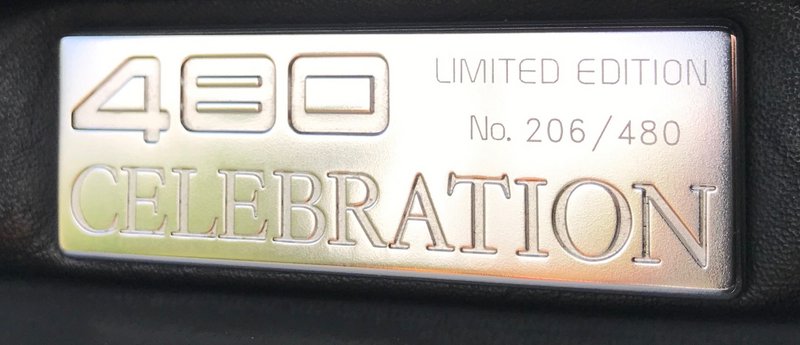 480
LIMITED EDITION
No. 206/480
CELEBRATION